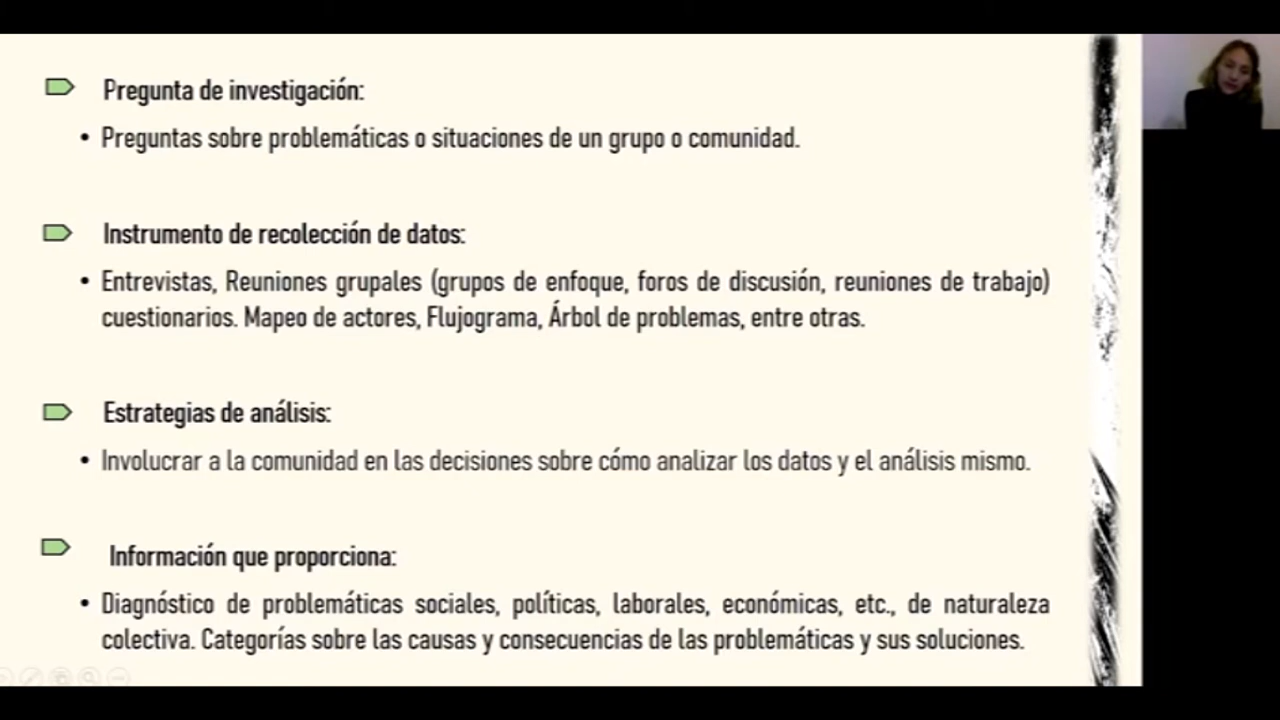 Pregunta de investigación:
• Preguntas sobre problemáticas o situaciones de un grupo o comunidad.
Instrumento de recolección de datos:
• Entrevistas, Reuniones grupales (grupos de enfoque, foros de discusión, reuniones de trabajo)
cuestionarios. Mapeo de actores, Flujograma, Árbol de problemas, entre otras.
Estrategias de análisis:
• Involucrar a la comunidad en las decisiones sobre cómo analizar los datos y el análisis mismo.
Información que proporciona:
• Diagnóstico de problemáticas sociales, políticas, laborales, económicas, etc., de naturaleza
colectiva. Categorías sobre las causas y consecuencias de las problemáticas y sus soluciones.